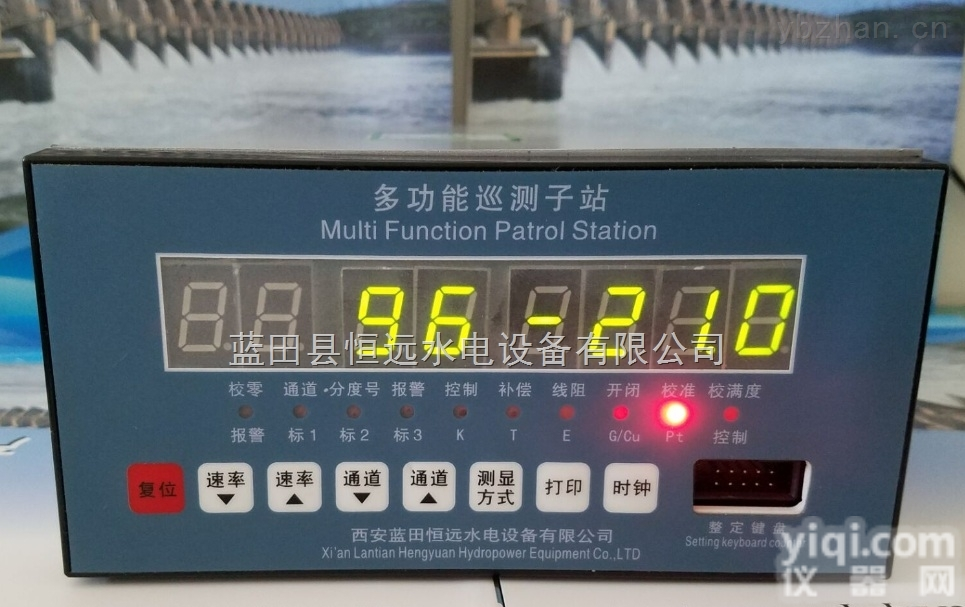 ybzhan.cn
多功能巡测子站
Multi Function Patrol Station
96 -210
蓝田县恒远水电设备有限公司
校零 通道·分度号 报警 控制 补偿 线阻 开闭 校准 校满度
报警 标1 标2 标3 K T E G/Cu Pt 控制
复位 速率▼ 速率▲ 通道▼ 通道▲ 测显方式 打印 时钟
整定键盘
Setting keyboard counter
西安蓝田恒远水电设备有限公司
Xi'an Lantian Hengyuan Hydropower Equipment Co.,LTD
yiqi.com
仪器网